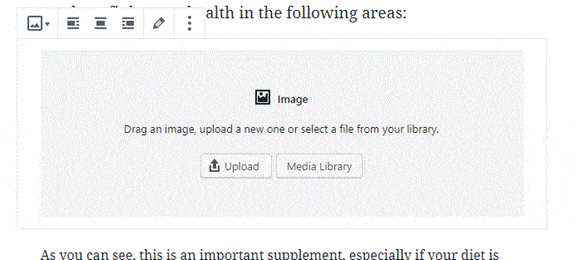 ealth in the following areas:
Image
Drag an image, upload a new one or select a file from your library.
Upload Media Library
As you can see, this is an important supplement, especially if your diet is